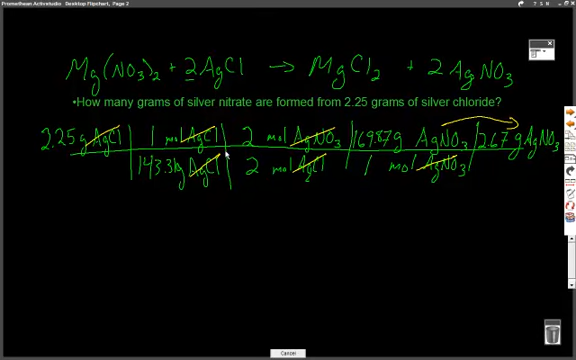 Promethean Activstudio - Desktop Flipchart, Page 2
Mg(NO₃)₂ + 2AgCl → MgCl₂ + 2AgNO₃
•How many grams of silver nitrate are formed from 2.25 grams of silver chloride?
2.25 g AgCl | 1 mol AgCl | 2 mol AgNO₃ | 169.87g AgNO₃ | 2.67 g AgNO₃
143.31g AgCl | 2 mol AgCl | 1 mol AgNO₃
Cancel